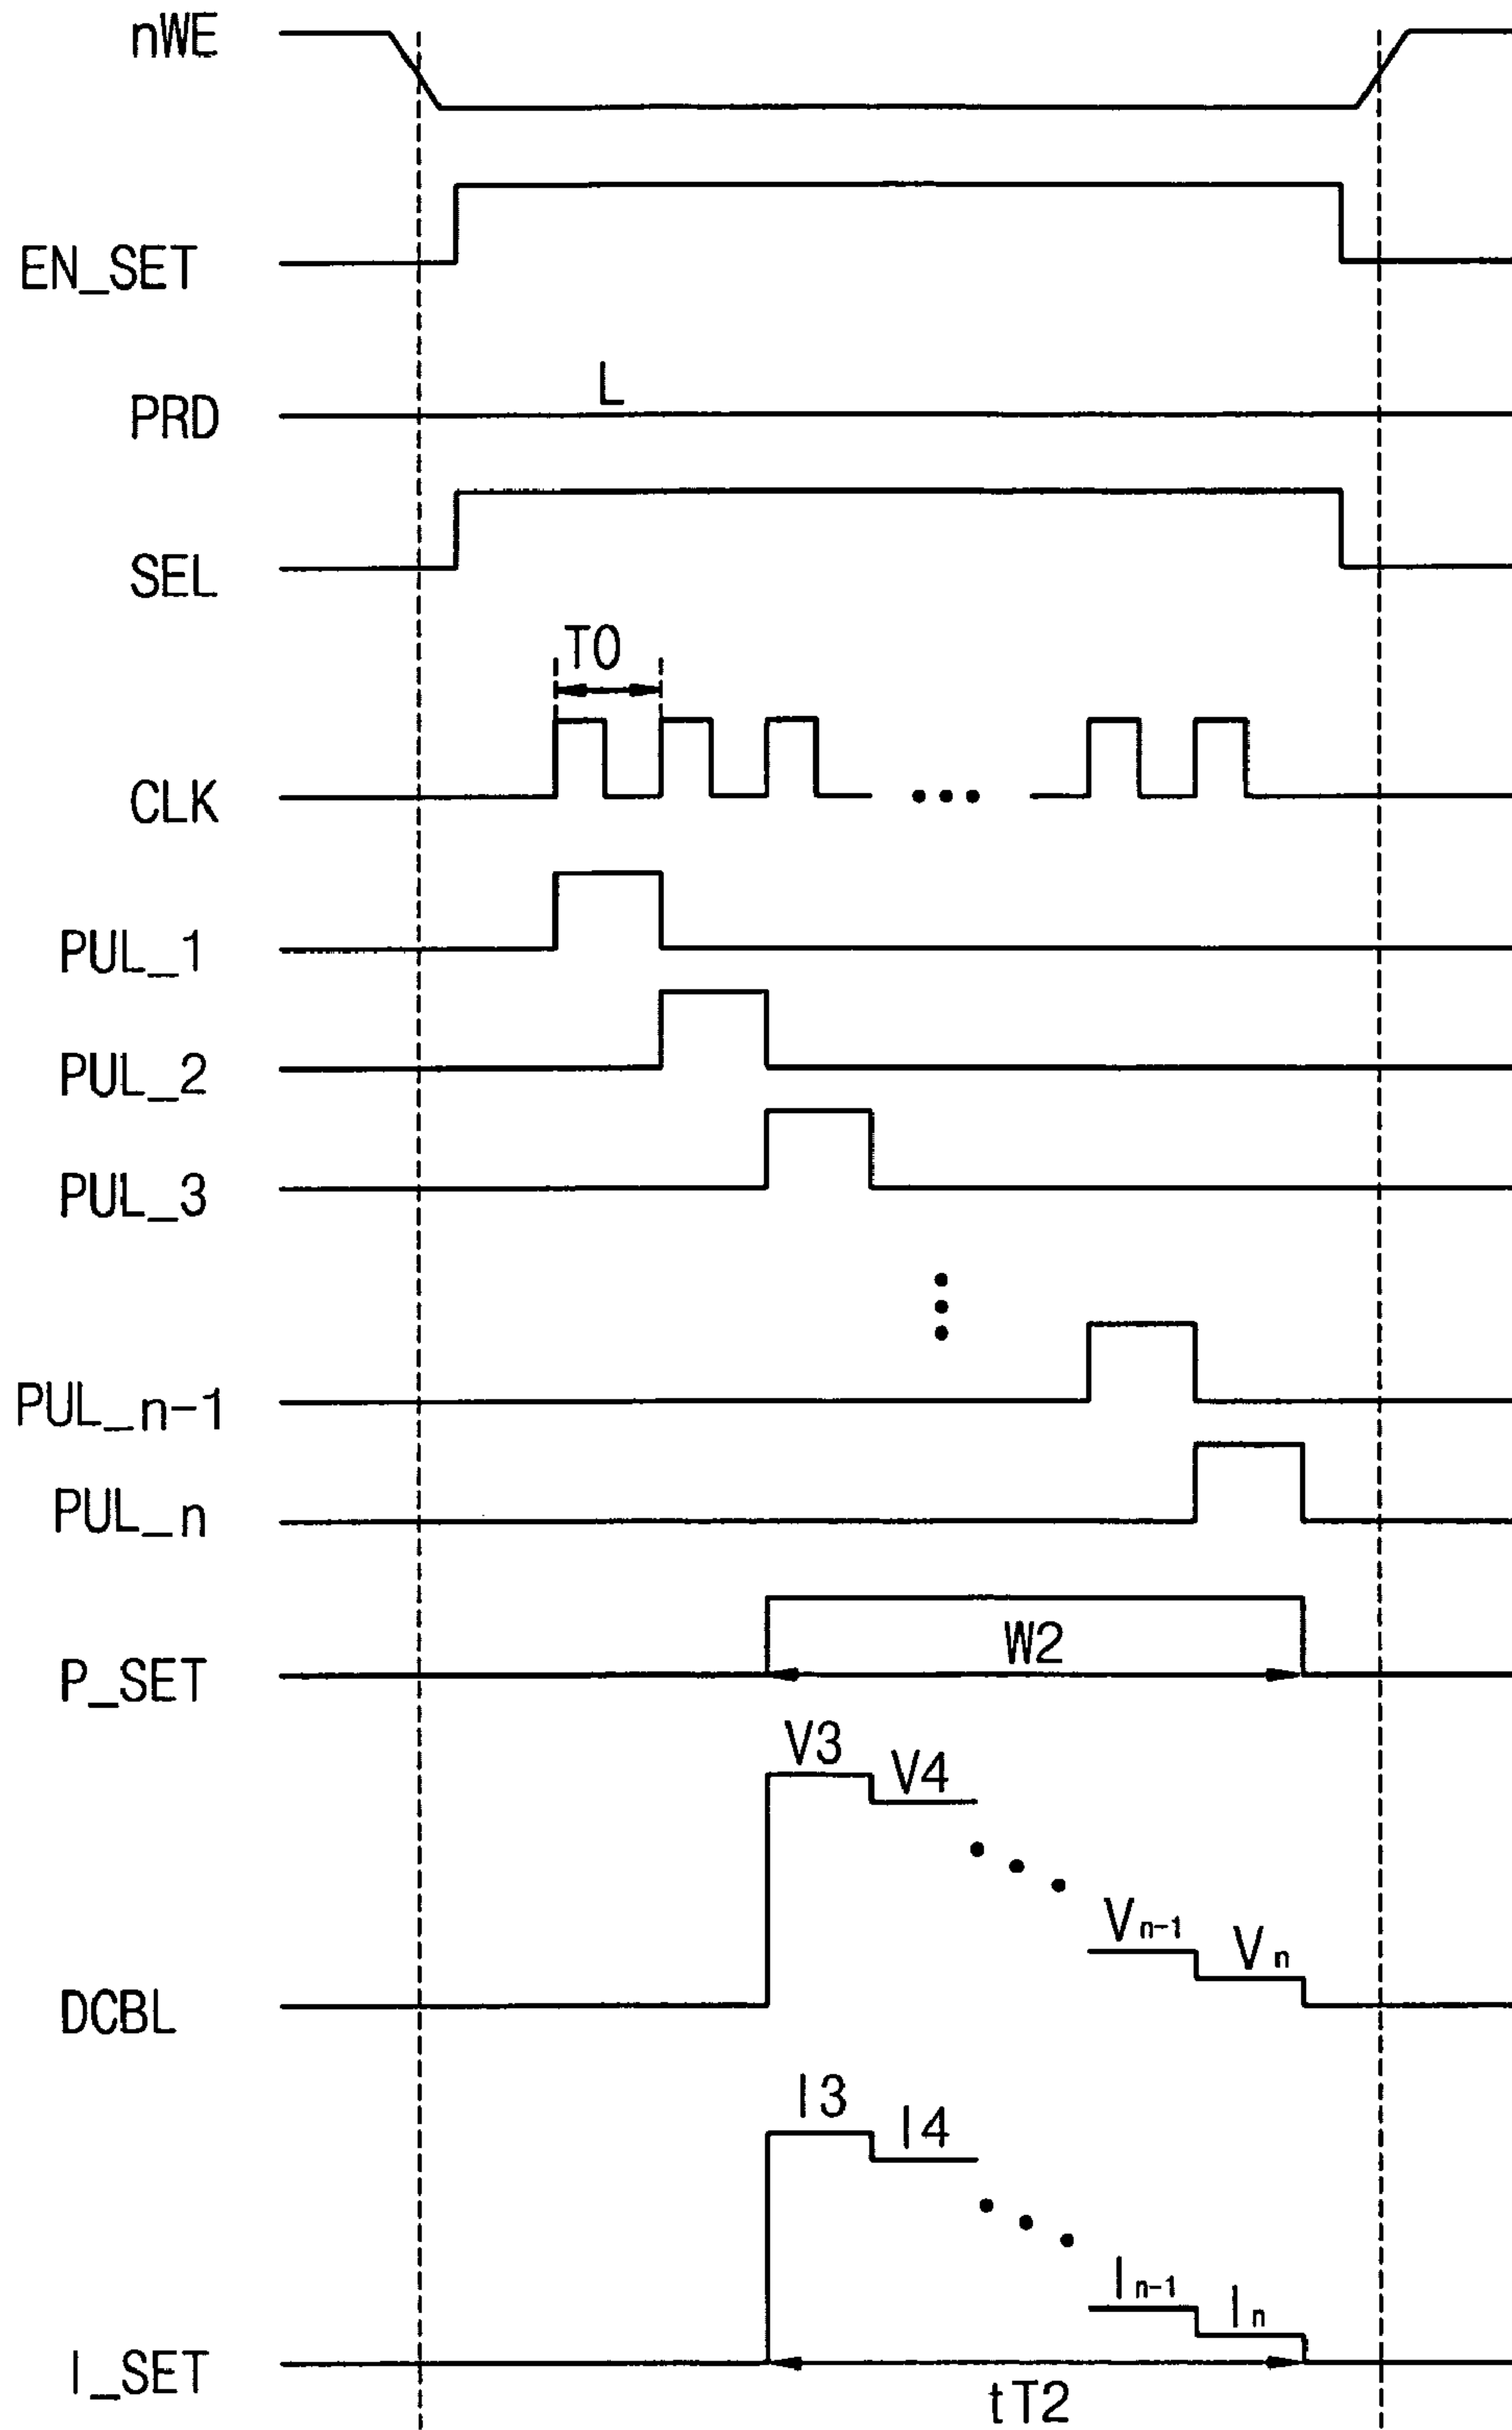 nWE
EN_SET
L
PRD
SEL
T0
CLK
PUL_1
PUL_2
PUL_3
PUL_n-1
PUL_n
W2
P_SET
V3
V4
Vn-1
Vn
DCBL
I3
I4
In-1
In
I_SET
tT2